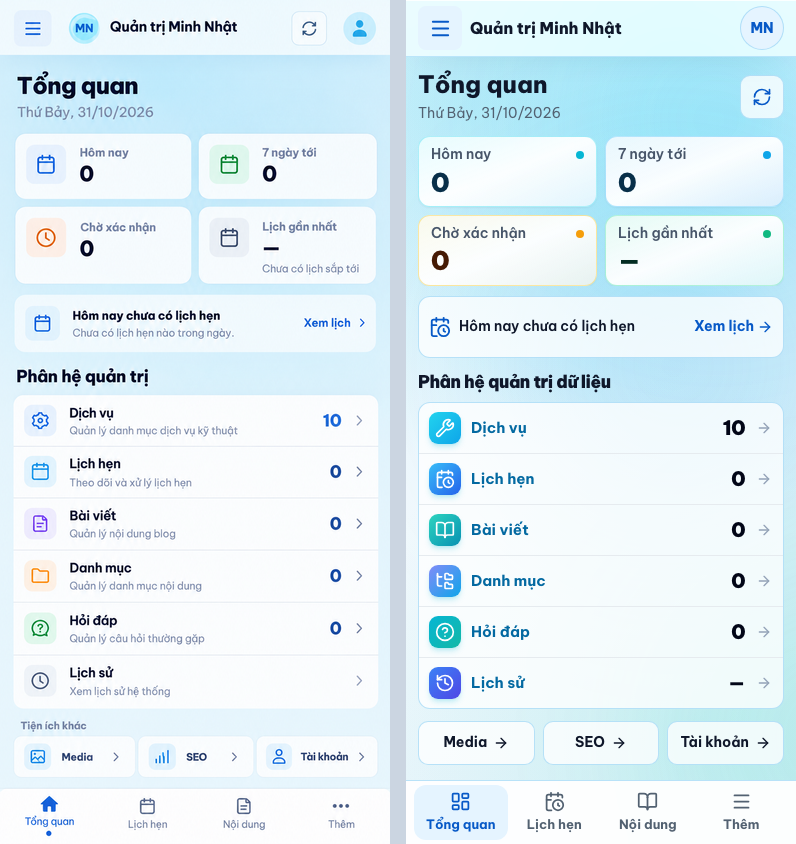 MN
Quản trị Minh Nhật
Tổng quan
Thứ Bảy, 31/10/2026
Hôm nay
0
7 ngày tới
0
Chờ xác nhận
0
Lịch gần nhất
—
Chưa có lịch sắp tới
Hôm nay chưa có lịch hẹn
Chưa có lịch hẹn nào trong ngày.
Xem lịch
Phân hệ quản trị
Dịch vụ
Quản lý danh mục dịch vụ kỹ thuật
10
Lịch hẹn
Theo dõi và xử lý lịch hẹn
0
Bài viết
Quản lý nội dung blog
0
Danh mục
Quản lý danh mục nội dung
0
Hỏi đáp
Quản lý câu hỏi thường gặp
0
Lịch sử
Xem lịch sử hệ thống
Tiện ích khác
Media
SEO
Tài khoản
Tổng quan
Lịch hẹn
Nội dung
Thêm
Quản trị Minh Nhật
MN
Tổng quan
Thứ Bảy, 31/10/2026
Hôm nay
0
7 ngày tới
0
Chờ xác nhận
0
Lịch gần nhất
—
Hôm nay chưa có lịch hẹn
Xem lịch →
Phân hệ quản trị dữ liệu
Dịch vụ
10 →
Lịch hẹn
0 →
Bài viết
0 →
Danh mục
0 →
Hỏi đáp
0 →
Lịch sử
— →
Media →
SEO →
Tài khoản →
Tổng quan
Lịch hẹn
Nội dung
Thêm